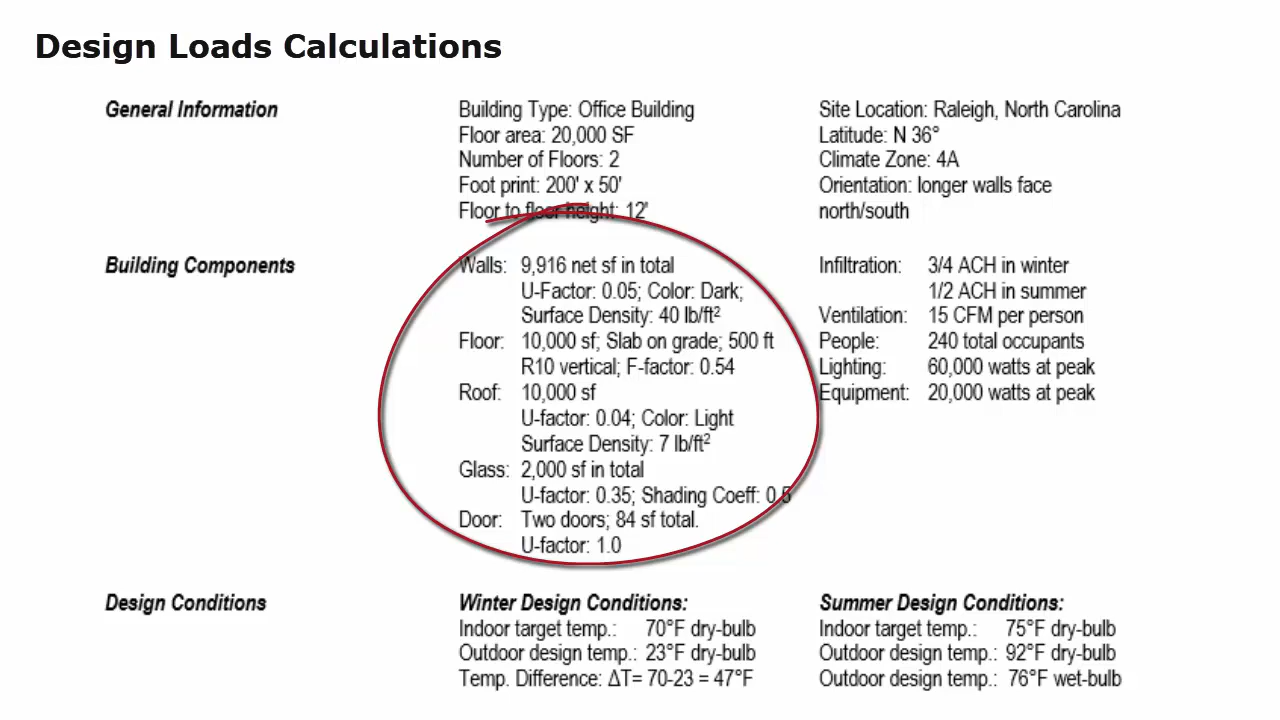 Design Loads Calculations
General Information
Building Type: Office Building
Floor area: 20,000 SF
Number of Floors: 2
Foot print: 200' x 50'
Floor to floor height: 12'
Site Location: Raleigh, North Carolina
Latitude: N 36°
Climate Zone: 4A
Orientation: longer walls face
north/south
Building Components
Walls: 9,916 net sf in total
U-Factor: 0.05; Color: Dark;
Surface Density: 40 lb/ft²
Floor: 10,000 sf; Slab on grade; 500 ft
R10 vertical; F-factor: 0.54
Roof: 10,000 sf
U-factor: 0.04; Color: Light
Surface Density: 7 lb/ft²
Glass: 2,000 sf in total
U-factor: 0.35; Shading Coeff: 0.5
Door: Two doors; 84 sf total.
U-factor: 1.0
Infiltration: 3/4 ACH in winter
1/2 ACH in summer
Ventilation: 15 CFM per person
People: 240 total occupants
Lighting: 60,000 watts at peak
Equipment: 20,000 watts at peak
Design Conditions
Winter Design Conditions:
Indoor target temp.: 70°F dry-bulb
Outdoor design temp.: 23°F dry-bulb
Temp. Difference: ΔT= 70-23 = 47°F
Summer Design Conditions:
Indoor target temp.: 75°F dry-bulb
Outdoor design temp.: 92°F dry-bulb
Outdoor design temp.: 76°F wet-bulb